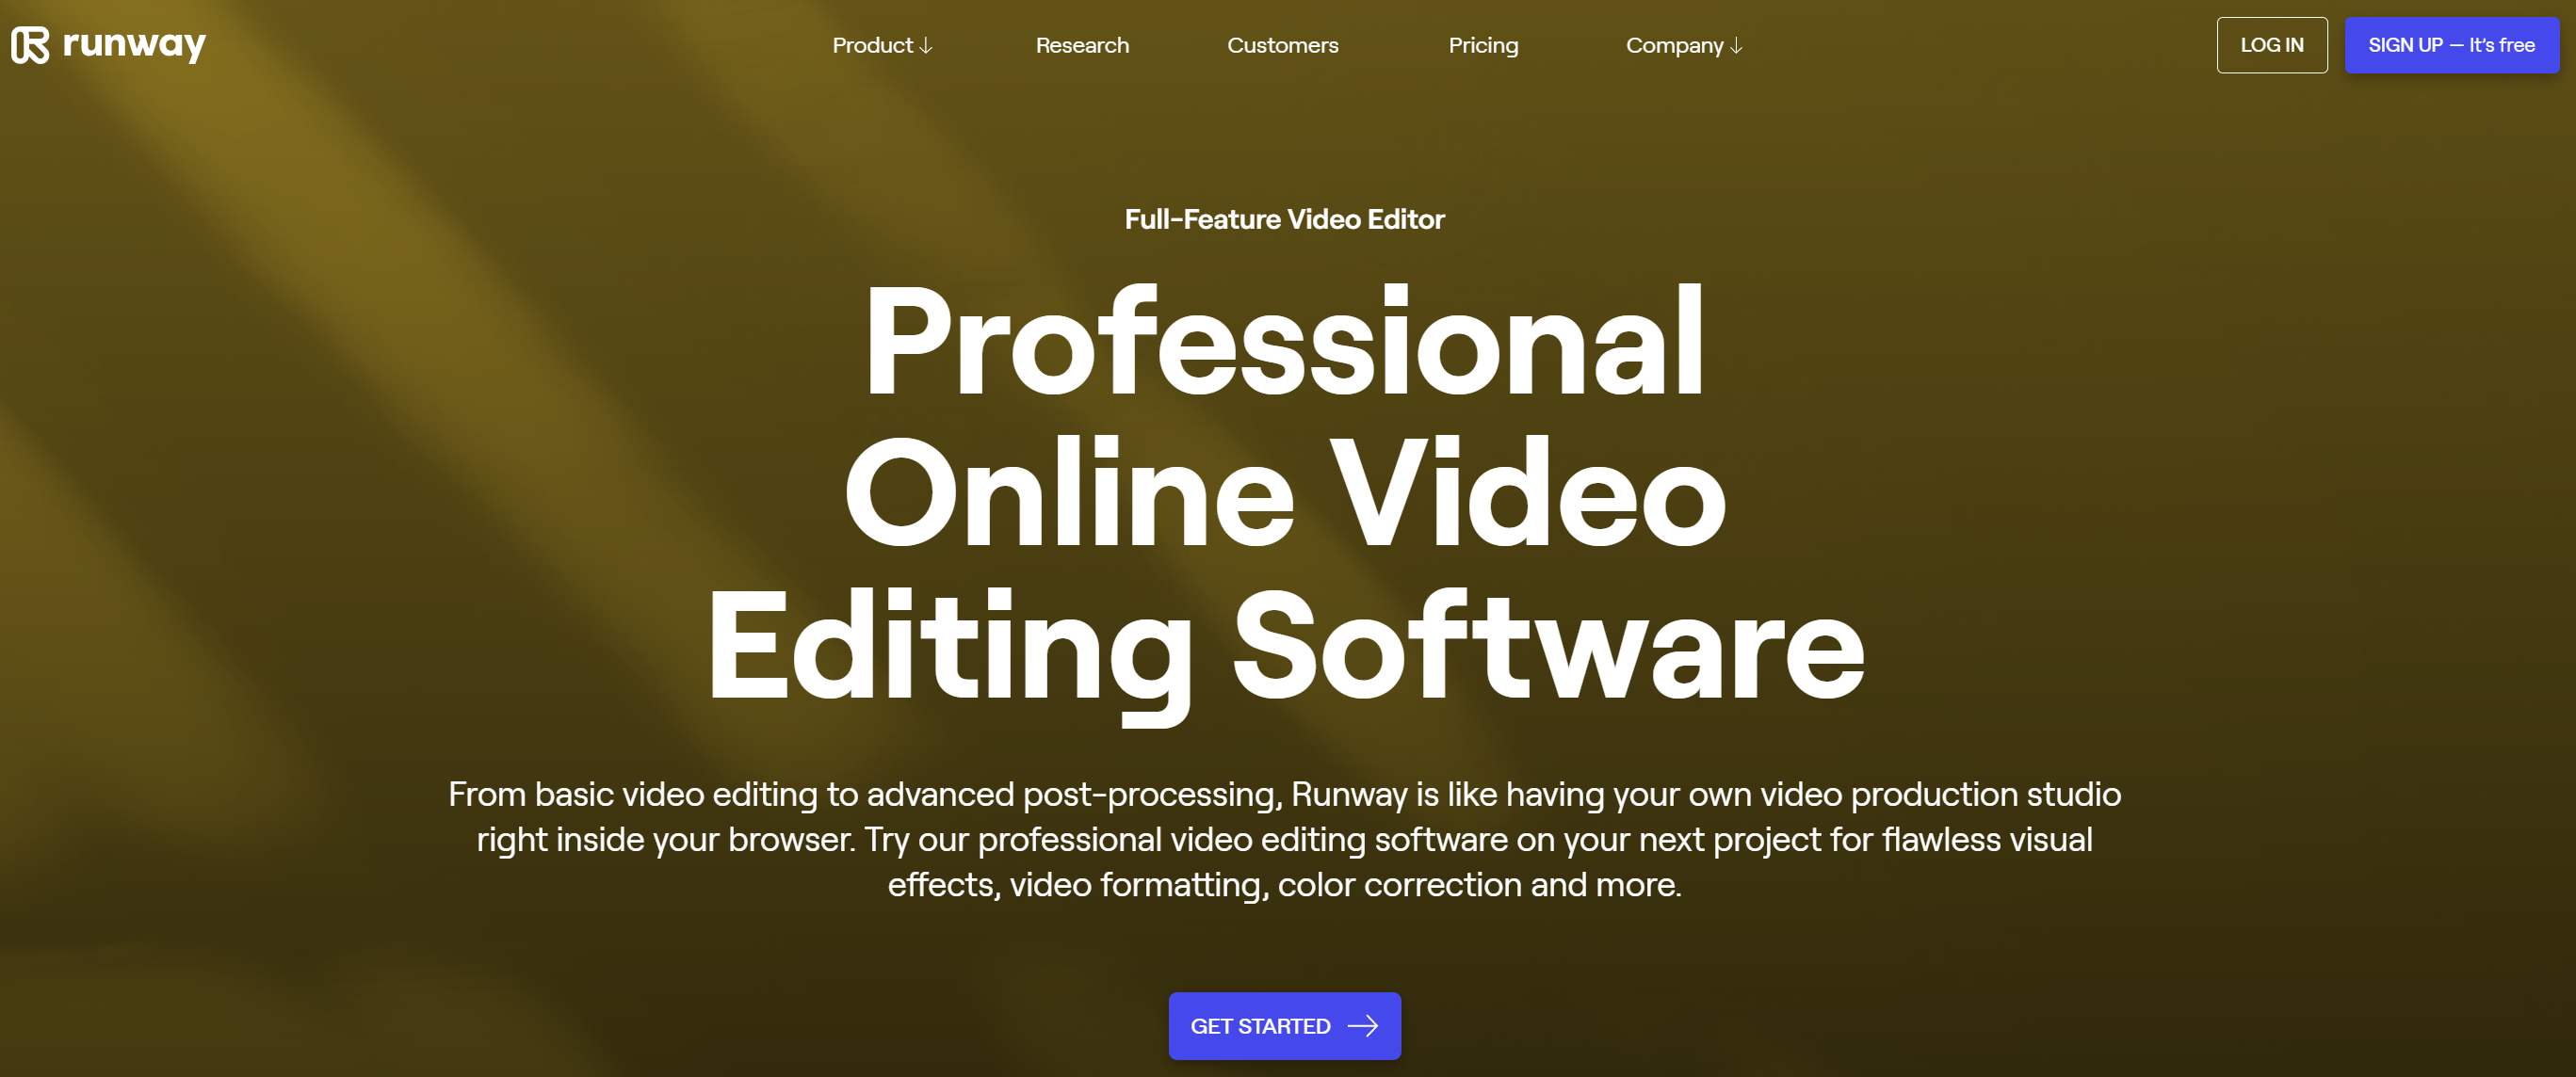 runway
Product ↓
Research
Customers
Pricing
Company ↓
LOG IN
SIGN UP — It's free
Full-Feature Video Editor
Professional
Online Video
Editing Software
From basic video editing to advanced post-processing, Runway is like having your own video production studio
right inside your browser. Try our professional video editing software on your next project for flawless visual
effects, video formatting, color correction and more.
GET STARTED →